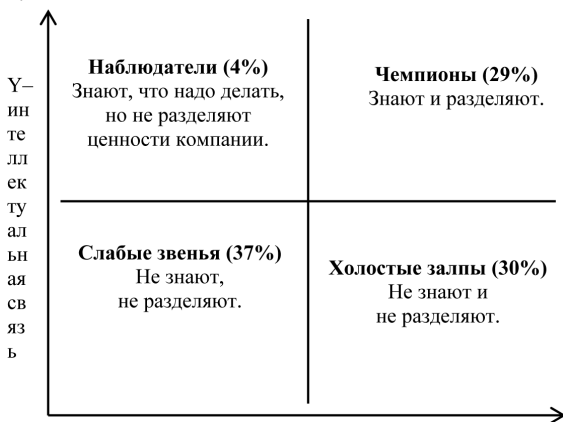 Y–
ин
те
лл
ек
ту
ал
ьн
ая
св
яз
ь
Наблюдатели (4%)
Знают, что надо делать,
но не разделяют
ценности компании.
Чемпионы (29%)
Знают и разделяют.
Слабые звенья (37%)
Не знают,
не разделяют.
Холостые залпы (30%)
Не знают и
не разделяют.